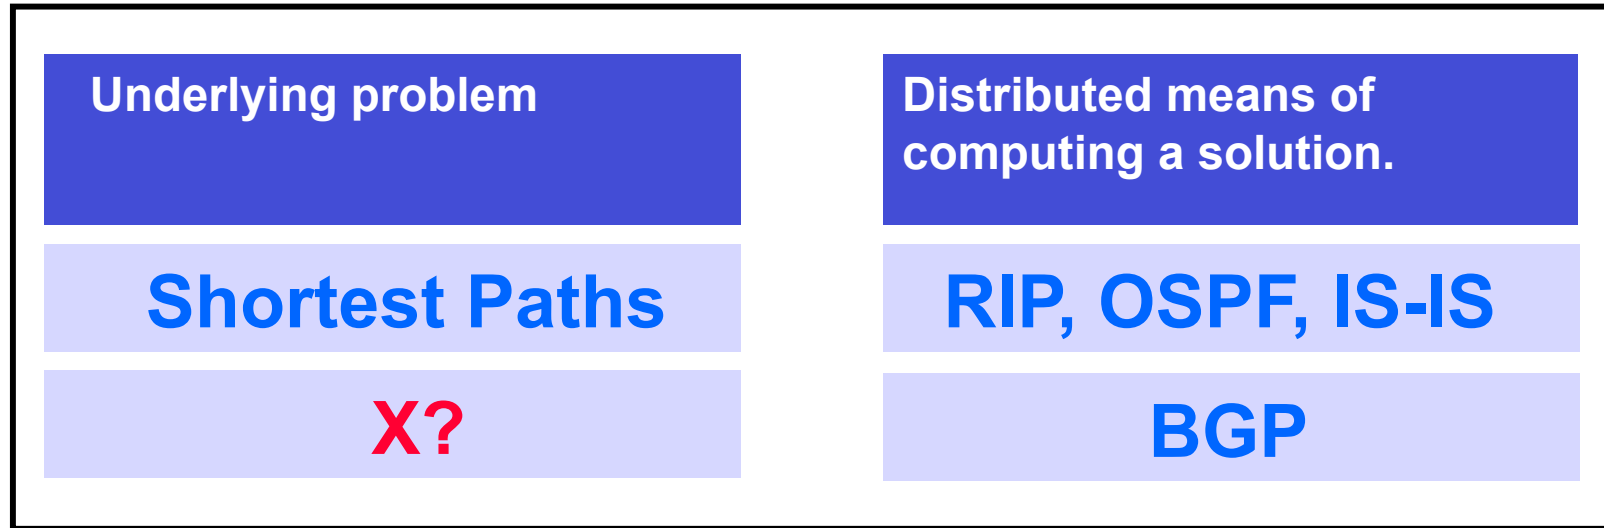 Underlying problem
Distributed means of
computing a solution.
Shortest Paths
RIP, OSPF, IS-IS
X?
BGP